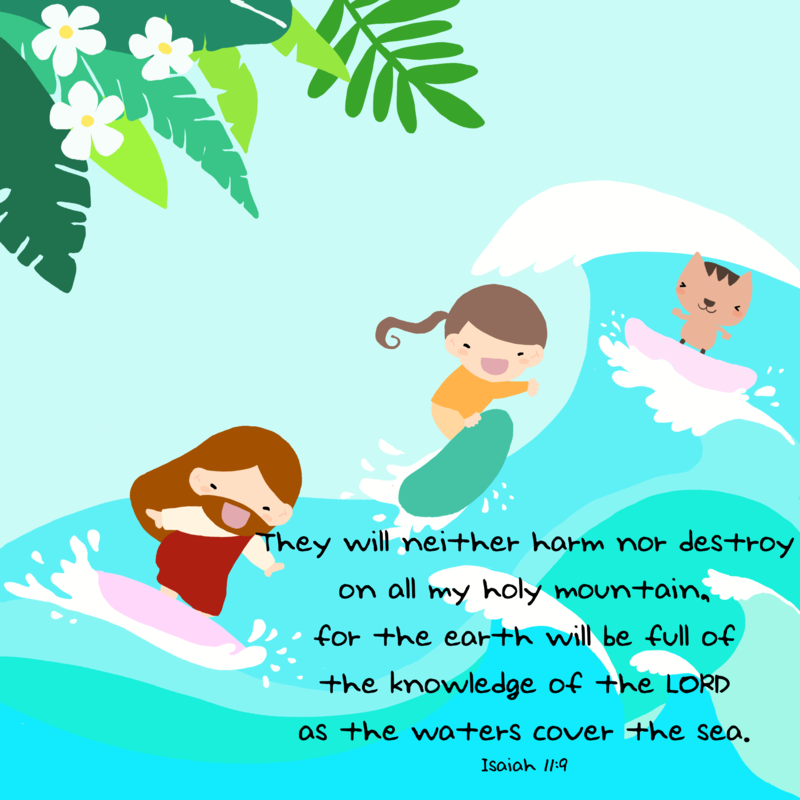 They will neither harm nor destroy
on all my holy mountain,
for the earth will be full of
the knowledge of the LORD
as the waters cover the sea.
Isaiah 11:9